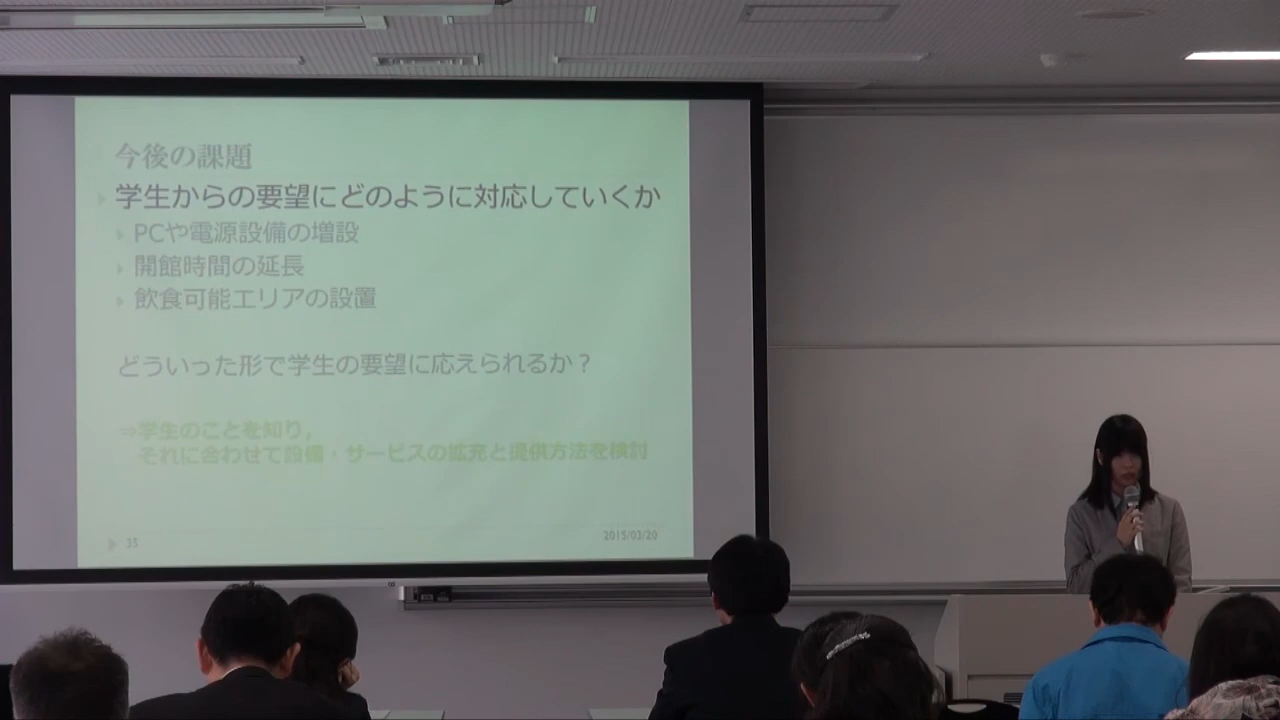 今後の課題
学生からの要望にどのように対応していくか
PCや電源設備の増設
開館時間の延長
飲食可能エリアの設置
どういった形で学生の要望に応えられるか？
⇒学生のことを知り，
それに合わせて設備・サービスの拡充と提供方法を検討
35
2015/03/20